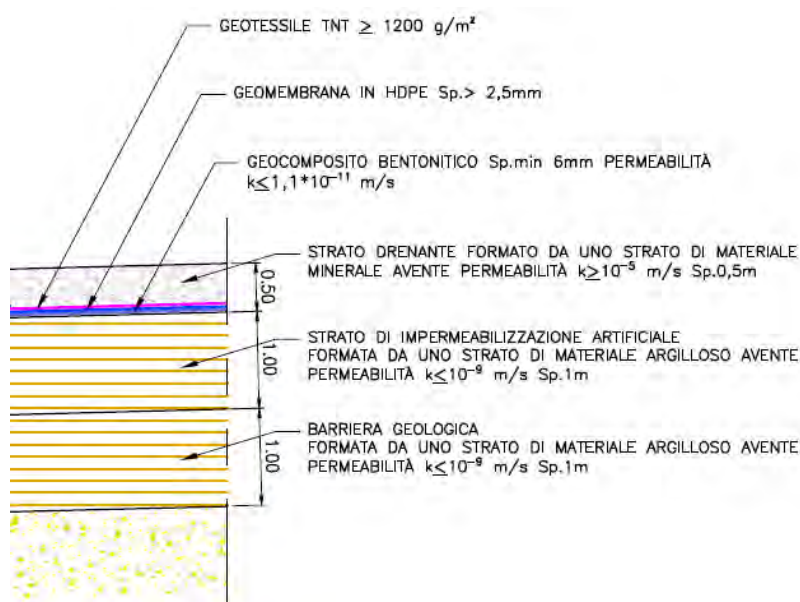 GEOTESSILE TNT ≥ 1200 g/m²
GEOMEMBRANA IN HDPE Sp.> 2,5mm
GEOCOMPOSITO BENTONITICO Sp.min 6mm PERMEABILITÀ
k≤1,1*10⁻¹¹ m/s
STRATO DRENANTE FORMATO DA UNO STRATO DI MATERIALE
MINERALE AVENTE PERMEABILITÀ k≥10⁻⁵ m/s Sp.0,5m
0.50
STRATO DI IMPERMEABILIZZAZIONE ARTIFICIALE
FORMATA DA UNO STRATO DI MATERIALE ARGILLOSO AVENTE
PERMEABILITÀ k≤10⁻⁹ m/s Sp.1m
1.00
BARRIERA GEOLOGICA
FORMATA DA UNO STRATO DI MATERIALE ARGILLOSO AVENTE
PERMEABILITÀ k≤10⁻⁹ m/s Sp.1m
1.00